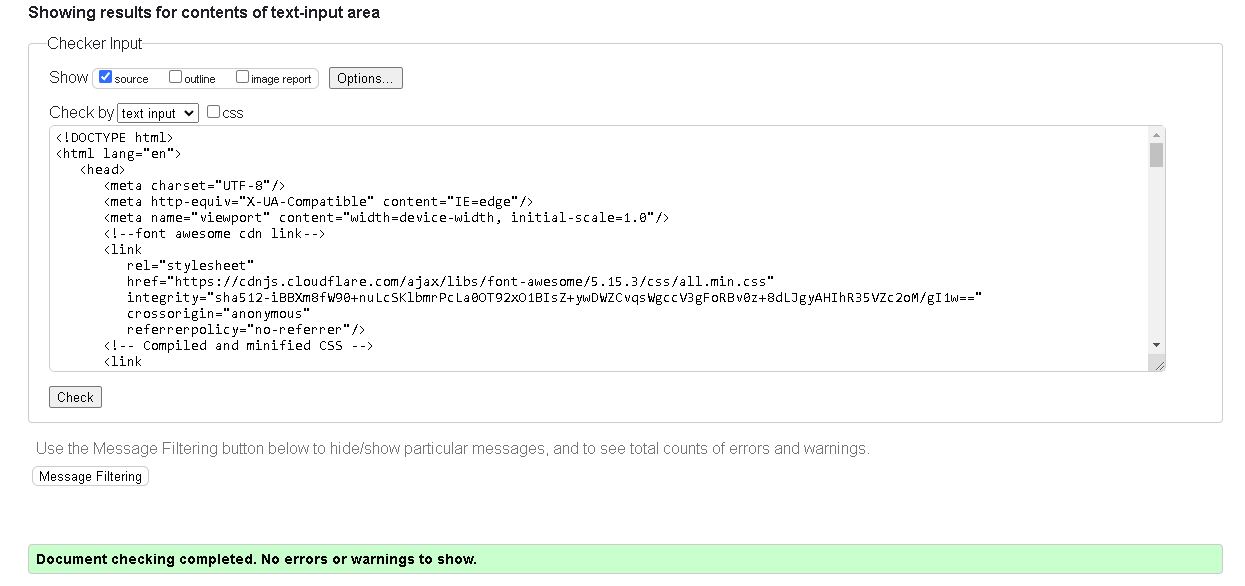 Showing results for contents of text-input area
Checker Input
Show source outline image report Options...
Check by text input css
<!DOCTYPE html>
<html lang="en">
<head>
<meta charset="UTF-8"/>
<meta http-equiv="X-UA-Compatible" content="IE=edge"/>
<meta name="viewport" content="width=device-width, initial-scale=1.0"/>
<!--font awesome cdn link-->
<link
rel="stylesheet"
href="https://cdnjs.cloudflare.com/ajax/libs/font-awesome/5.15.3/css/all.min.css"
integrity="sha512-iBBXm8fW90+nuLcSKlbmrPcLa0OT92xO1BIsZ+ywDWZCvqsWgccV3gFoRBv0z+8dLJgyAHIhR35VZc2oM/gI1w=="
crossorigin="anonymous"
referrerpolicy="no-referrer"/>
<!-- Compiled and minified CSS -->
<link
Check
Use the Message Filtering button below to hide/show particular messages, and to see total counts of errors and warnings.
Message Filtering
Document checking completed. No errors or warnings to show.